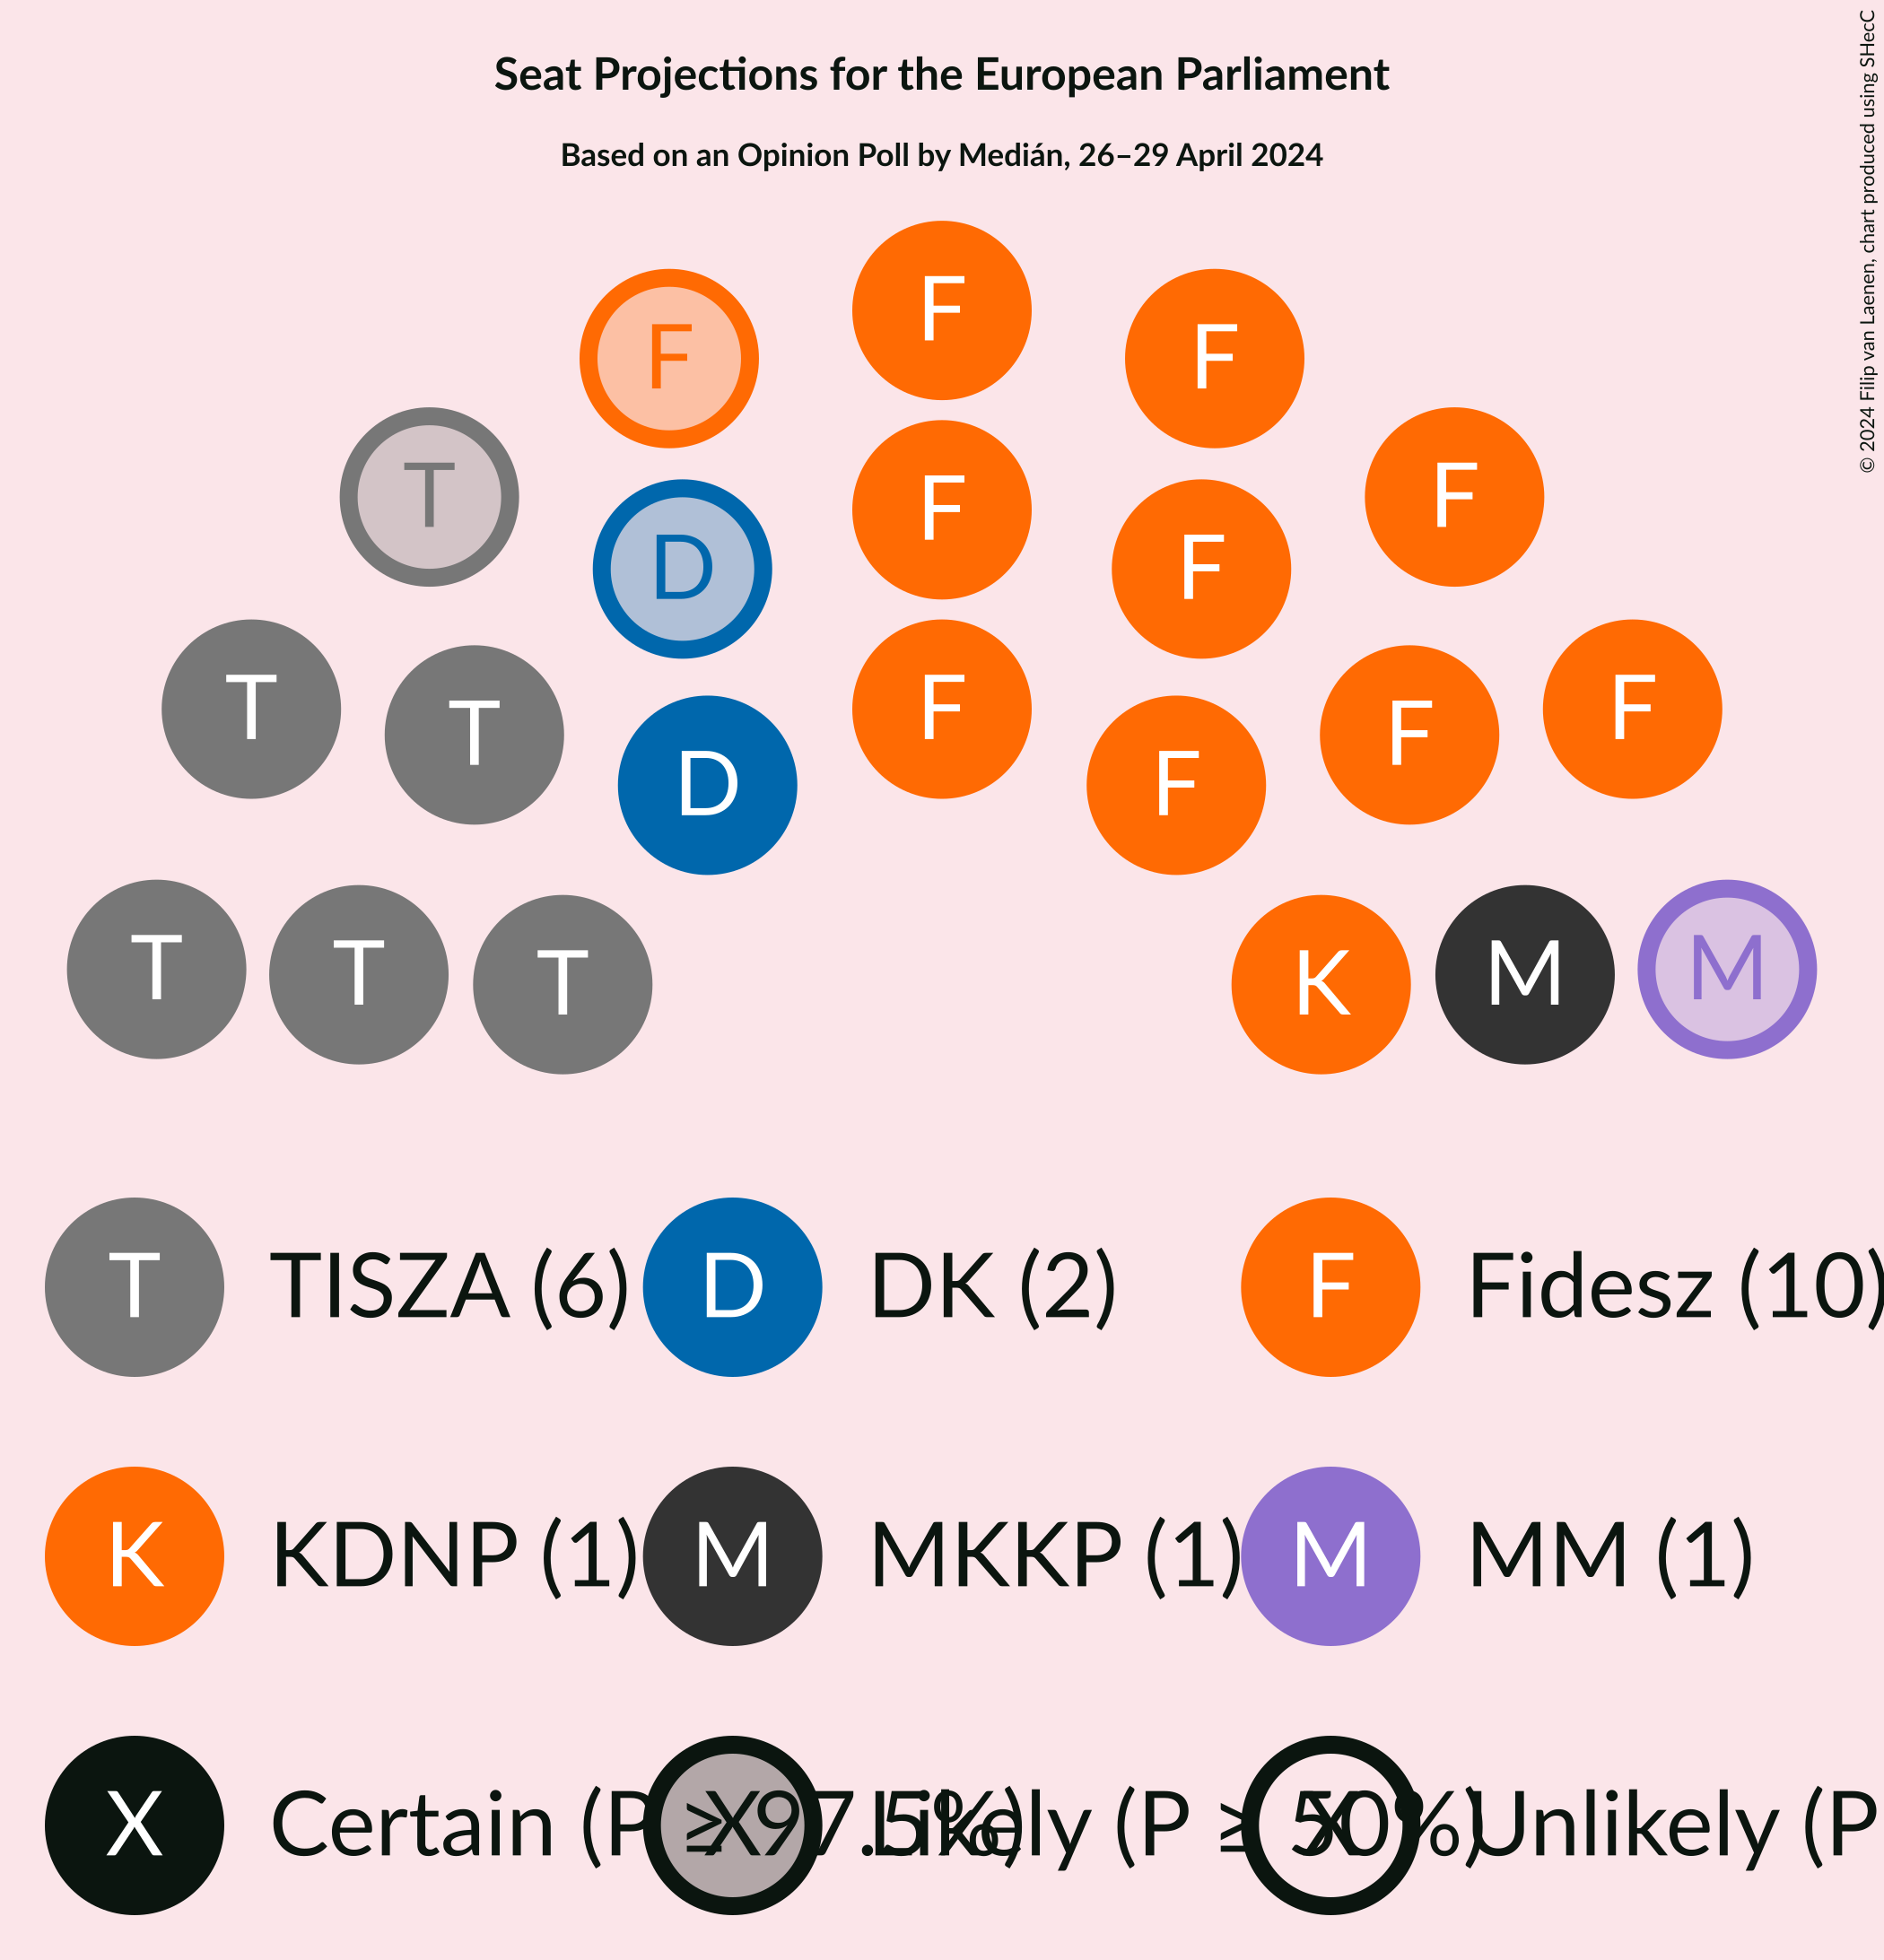 Seat Projections for the European Parliament
Based on an Opinion Poll by Medián, 26–29 April 2024
© 2024 Filip van Laenen, chart produced using SHecC
F
F F
T F
D F F
T F F
T D F F
T T T
K M M
T TISZA (6) D DK (2) F Fidesz (10)
K KDNP (1) M MKKP (1) M MM (1)
X Certain (P ≥ 97.5%) X Likely (P ≥ 50%) X Unlikely (P